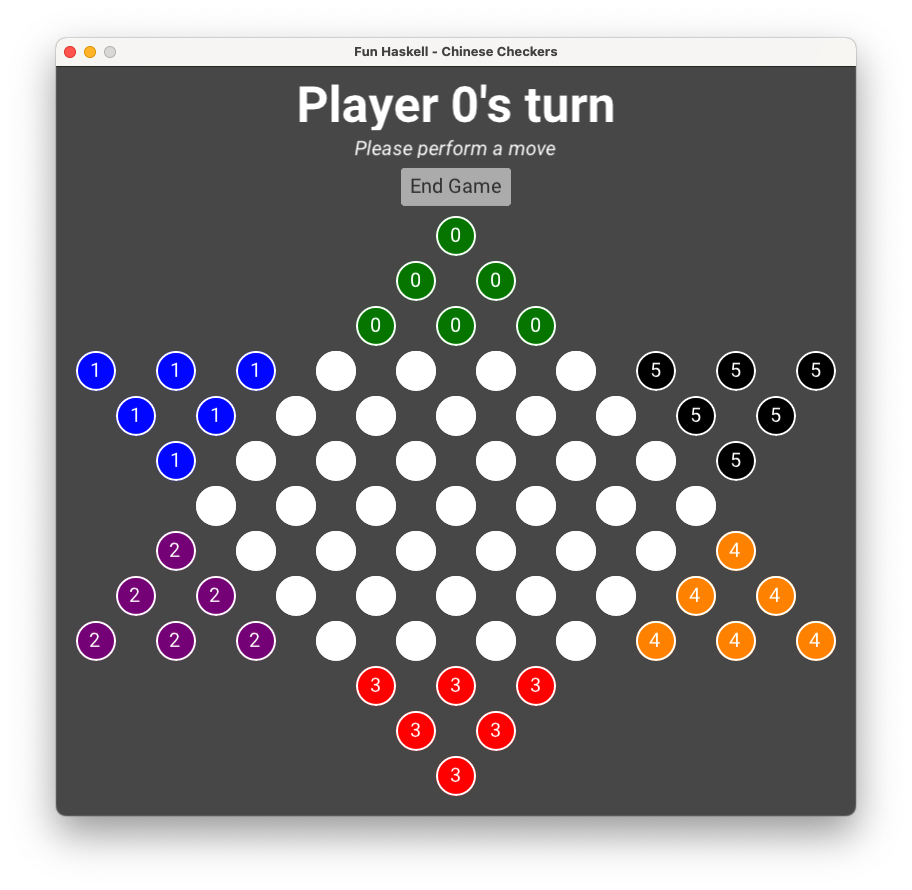 Fun Haskell - Chinese Checkers
Player 0's turn
Please perform a move
End Game
0
0 0
0 0 0
1 1 1 5 5 5
1 1 5 5
1 5
2 4
2 2 4 4
2 2 2 4 4 4
3 3 3
3 3
3